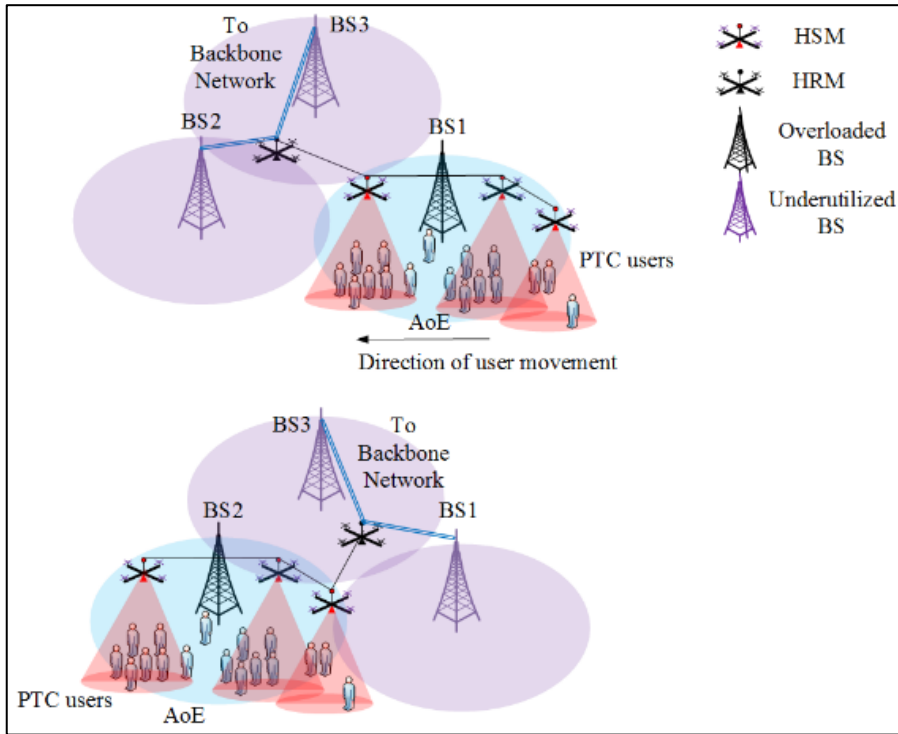 To
Backbone
Network
BS3
BS2
BS1
PTC users
AoE
Direction of user movement
HSM
HRM
Overloaded
BS
Underutilized
BS
BS3
To
Backbone
Network
BS2
BS1
PTC users
AoE